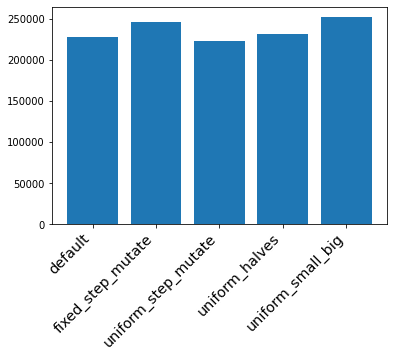 250000
200000
150000
100000
50000
0
default
fixed_step_mutate
uniform_step_mutate
uniform_halves
uniform_small_big